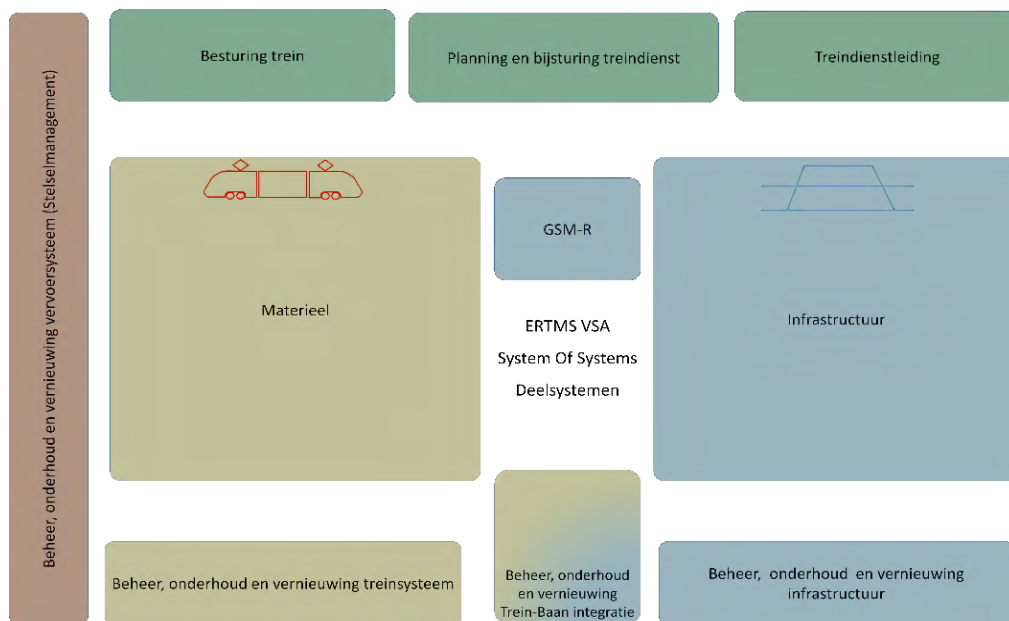 Beheer, onderhoud en vernieuwing vervoersysteem (Stelselmanagement)
Besturing trein
Planning en bijsturing treindienst
Treindienstleiding
Materieel
GSM-R
ERTMS VSA
System Of Systems
Deelsystemen
Infrastructuur
Beheer, onderhoud en vernieuwing treinsysteem
Beheer, onderhoud
en vernieuwing
Trein-Baan integratie
Beheer, onderhoud en vernieuwing
infrastructuur